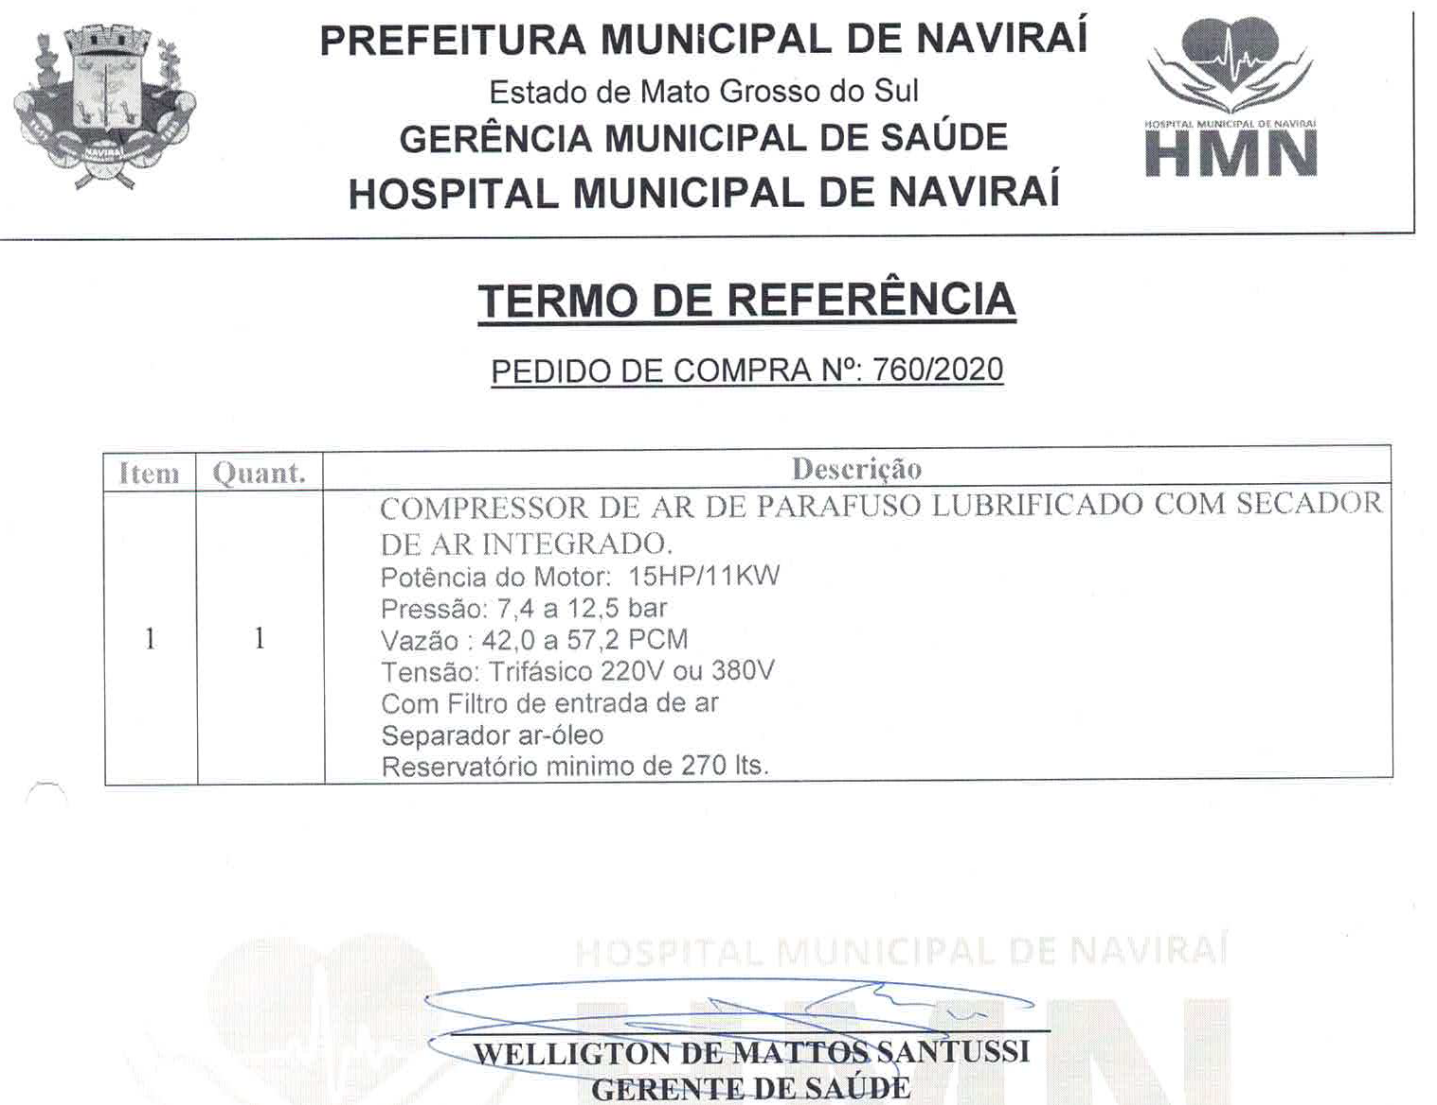 PREFEITURA MUNICIPAL DE NAVIRAÍ
Estado de Mato Grosso do Sul
GERÊNCIA MUNICIPAL DE SAÚDE
HOSPITAL MUNICIPAL DE NAVIRAÍ
NAVIRAÍ
HOSPITAL MUNICIPAL DE NAVIRAÍ
HMN
TERMO DE REFERÊNCIA
PEDIDO DE COMPRA Nº: 760/2020
Item Quant. Descrição
1 1 COMPRESSOR DE AR DE PARAFUSO LUBRIFICADO COM SECADOR
DE AR INTEGRADO.
Potência do Motor: 15HP/11KW
Pressão: 7,4 a 12,5 bar
Vazão : 42,0 a 57,2 PCM
Tensão: Trifásico 220V ou 380V
Com Filtro de entrada de ar
Separador ar-óleo
Reservatório minimo de 270 lts.
HOSPITAL MUNICIPAL DE NAVIRAÍ
HMN
WELLIGTON DE MATTOS SANTUSSI
GERENTE DE SAÚDE